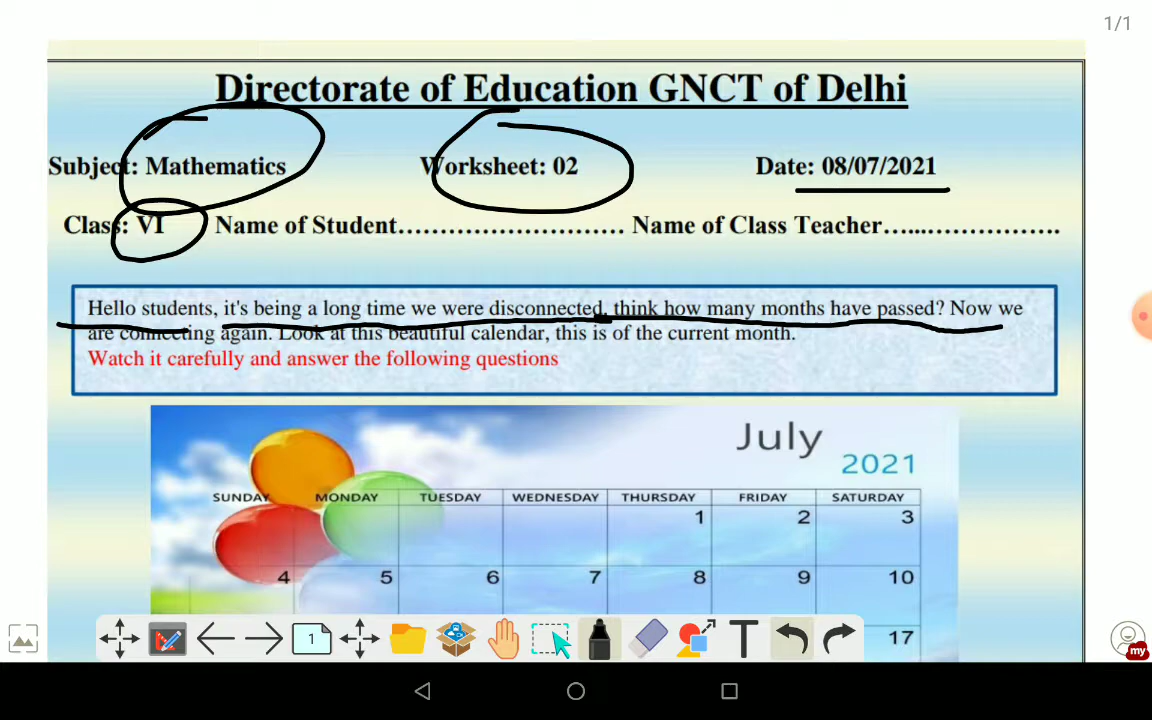 1/1
Directorate of Education GNCT of Delhi
Subject: Mathematics Worksheet: 02 Date: 08/07/2021
Class: VI Name of Student……………………… Name of Class Teacher…...…………….
Hello students, it's being a long time we were disconnected, think how many months have passed? Now we
are connecting again. Look at this beautiful calendar, this is of the current month.
Watch it carefully and answer the following questions
July
2021
SUNDAY MONDAY TUESDAY WEDNESDAY THURSDAY FRIDAY SATURDAY
1 2 3
4 5 6 7 8 9 10
17
1 T
my